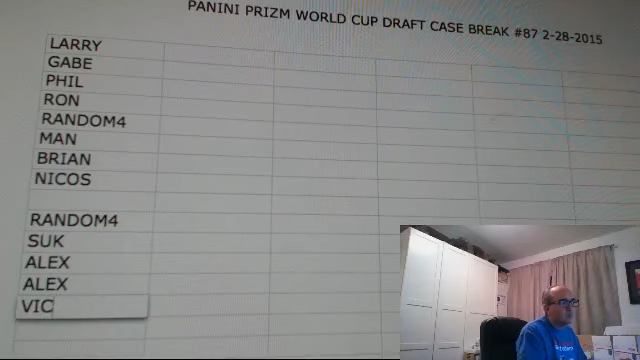 PANINI PRIZM WORLD CUP DRAFT CASE BREAK #87 2-28-2015
LARRY
GABE
PHIL
RON
RANDOM4
MAN
BRIAN
NICOS
RANDOM4
SUK
ALEX
ALEX
VIC